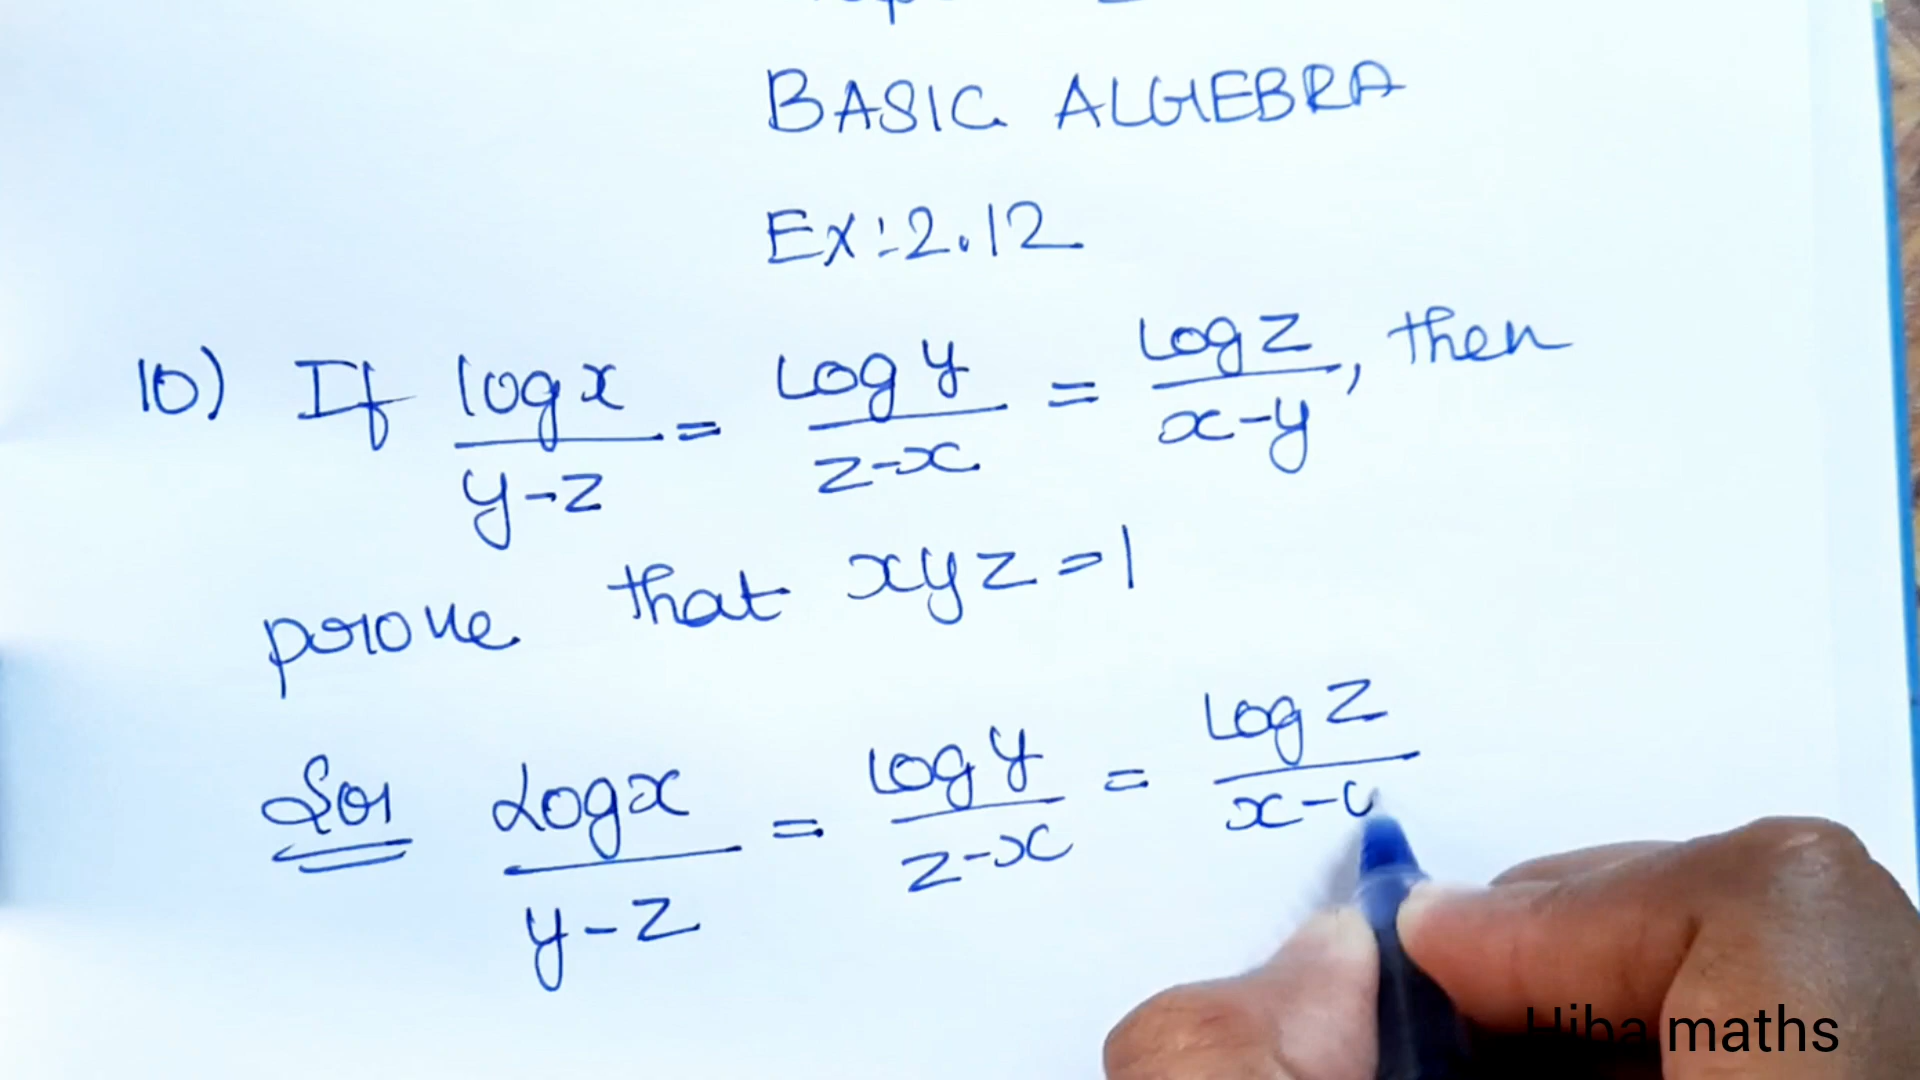 BASIC ALGEBRA
Ex:2.12
10) If log x / y-z = log y / z-x = log z / x-y, then
prove that xyz=1
Sol Log x / y-z = log y / z-x = log z / x-y
Hiba maths